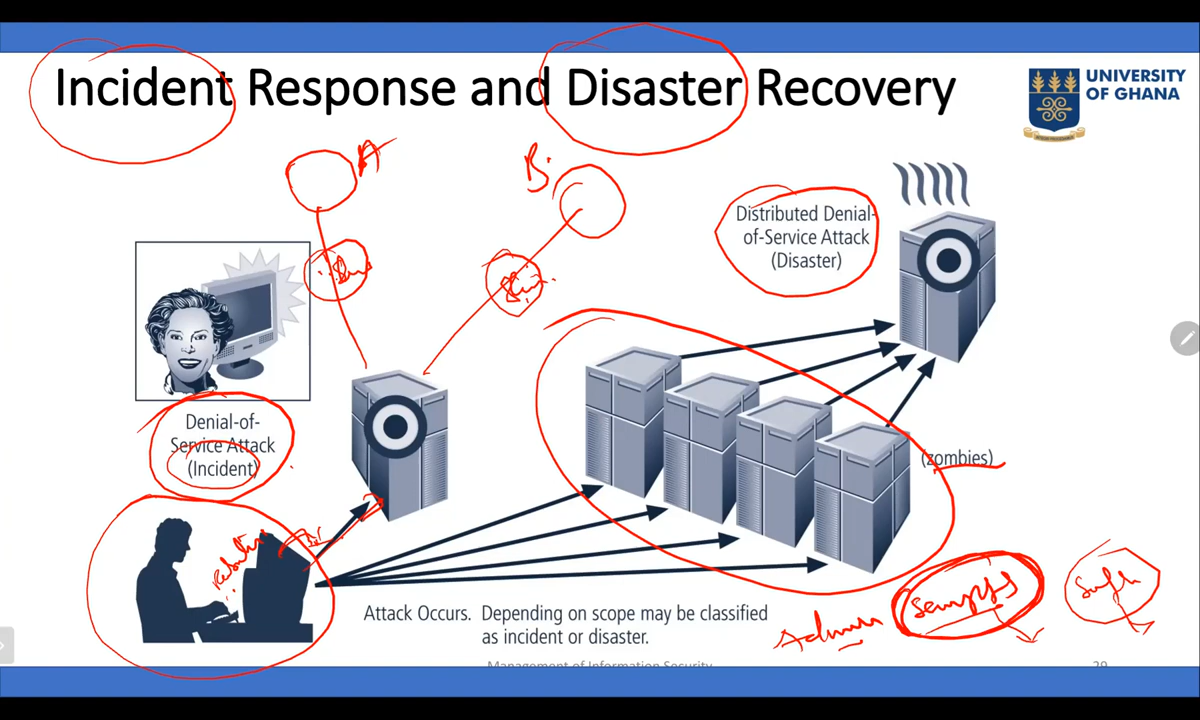 Incident Response and Disaster Recovery
UNIVERSITY
OF GHANA
A
B
Distributed Denial-
of-Service Attack
(Disaster)
Denial-of-
Service Attack
(Incident)
(zombies)
Attack Occurs. Depending on scope may be classified
as incident or disaster.
Admin
Management of Information Security
29